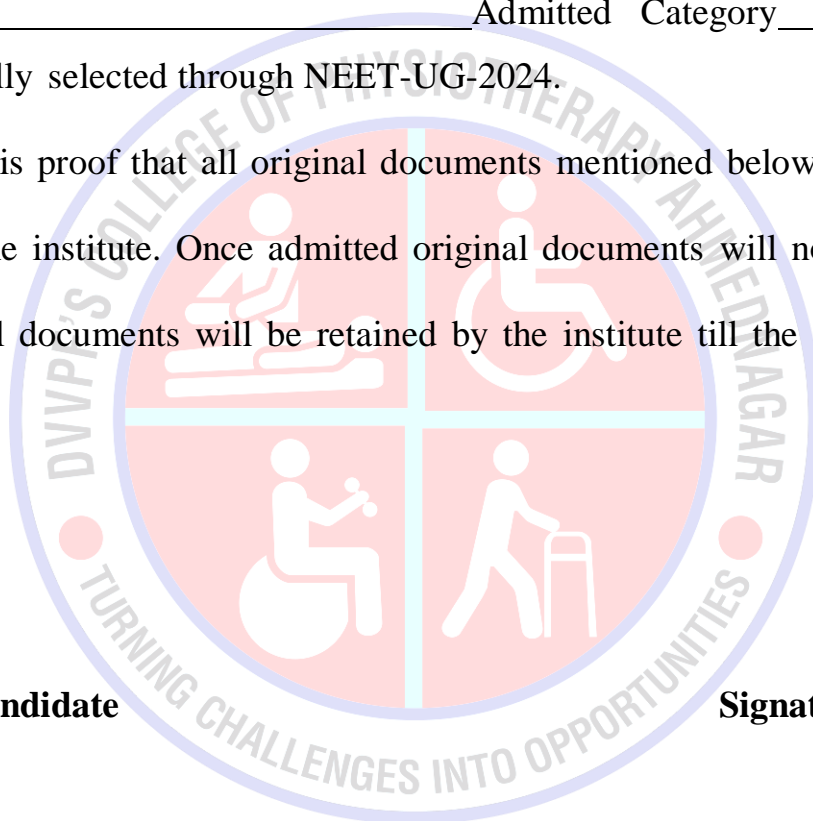 Admitted Category
lly selected through NEET-UG-2024.
is proof that all original documents mentioned below
e institute. Once admitted original documents will no
l documents will be retained by the institute till the
ndidate
Signat
DVVPF'S COLLEGE OF PHYSIOTHERAPY AHMEDNAGAR
TURNING CHALLENGES INTO OPPORTUNITIES